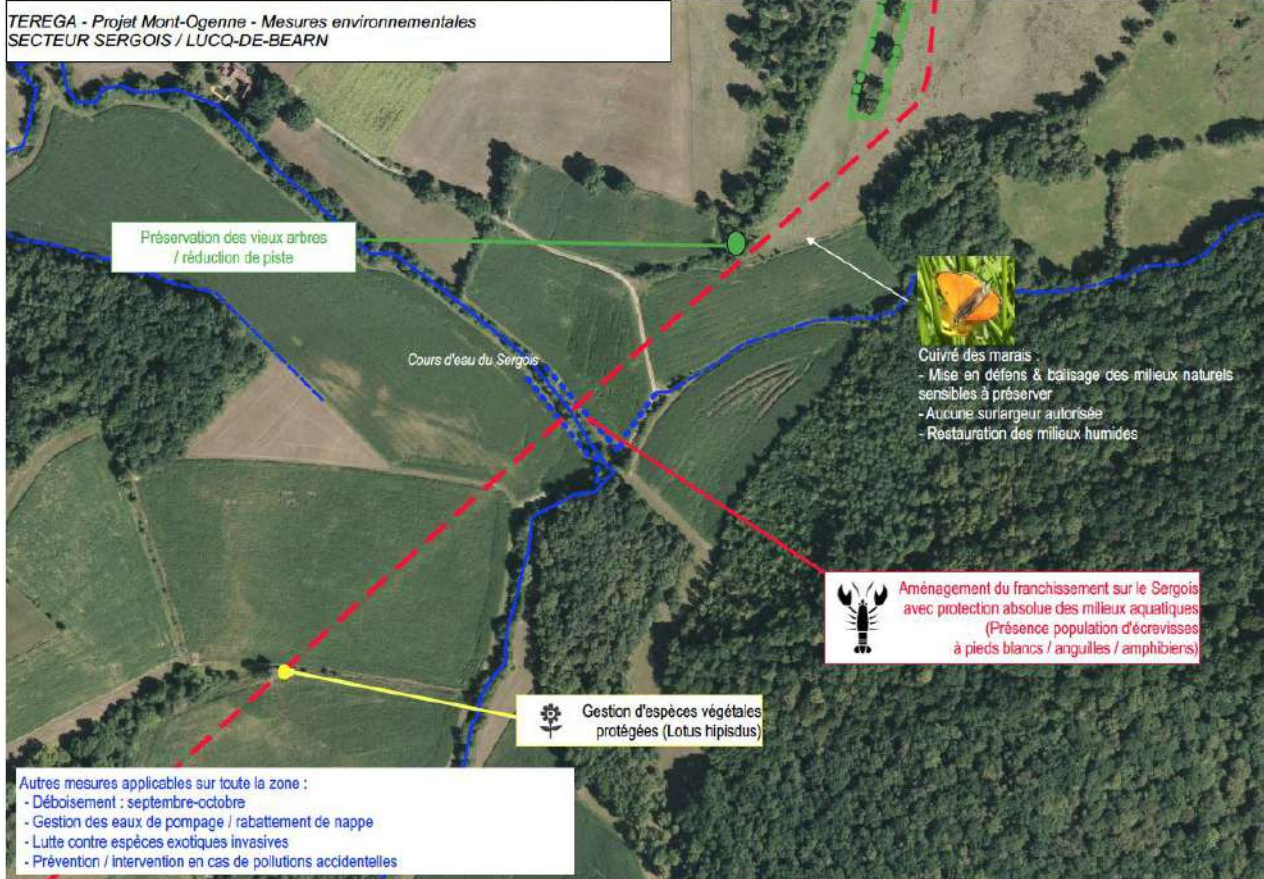 TEREGA - Projet Mont-Ogenne - Mesures environnementales
SECTEUR SERGOIS / LUCQ-DE-BEARN
Préservation des vieux arbres
/ réduction de piste
Cours d'eau du Sergois
Cuivré des marais :
- Mise en défens & balisage des milieux naturels
sensibles à préserver
- Aucune surlargeur autorisée
- Restauration des milieux humides
Aménagement du franchissement sur le Sergois
avec protection absolue des milieux aquatiques
(Présence population d'écrevisses
à pieds blancs / anguilles / amphibiens)
Gestion d'espèces végétales
protégées (Lotus hipisdus)
Autres mesures applicables sur toute la zone :
- Déboisement : septembre-octobre
- Gestion des eaux de pompage / rabattement de nappe
- Lutte contre espèces exotiques invasives
- Prévention / intervention en cas de pollutions accidentelles